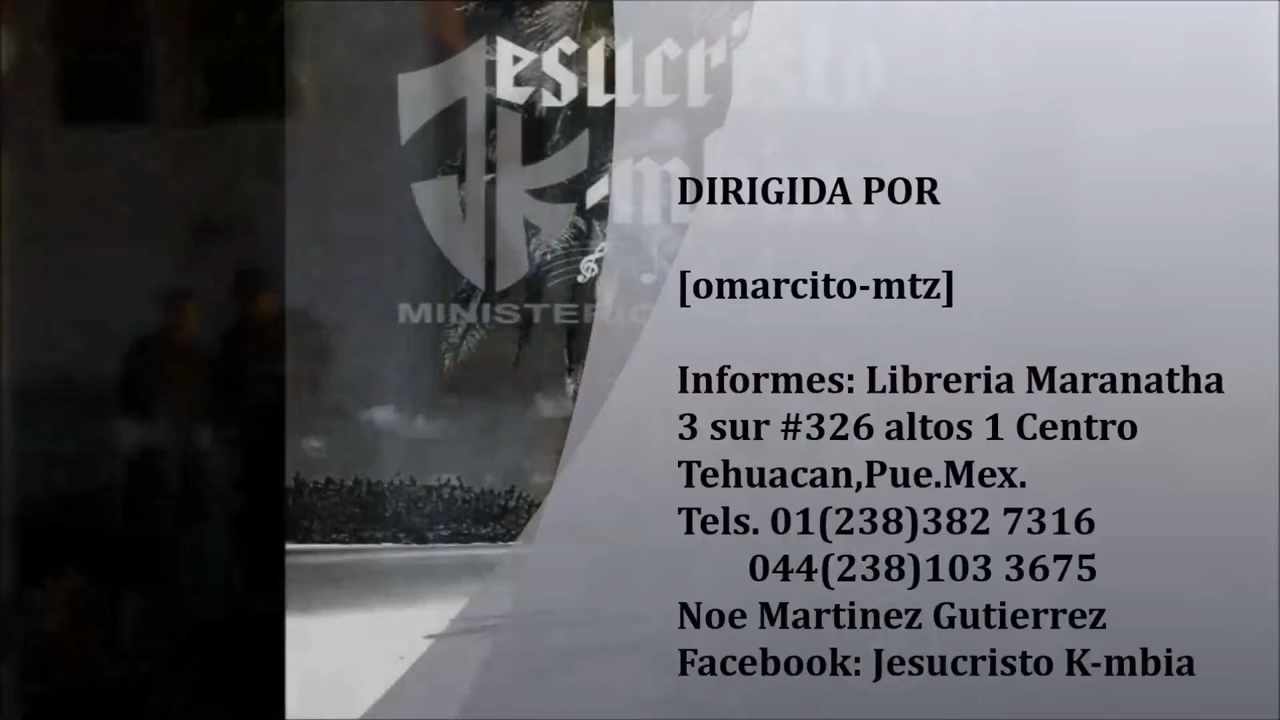 Jesucristo
K-mbia
MINISTERIO
DIRIGIDA POR
[omarcito-mtz]
Informes: Libreria Maranatha
3 sur #326 altos 1 Centro
Tehuacan,Pue.Mex.
Tels. 01(238)382 7316
044(238)103 3675
Noe Martinez Gutierrez
Facebook: Jesucristo K-mbia